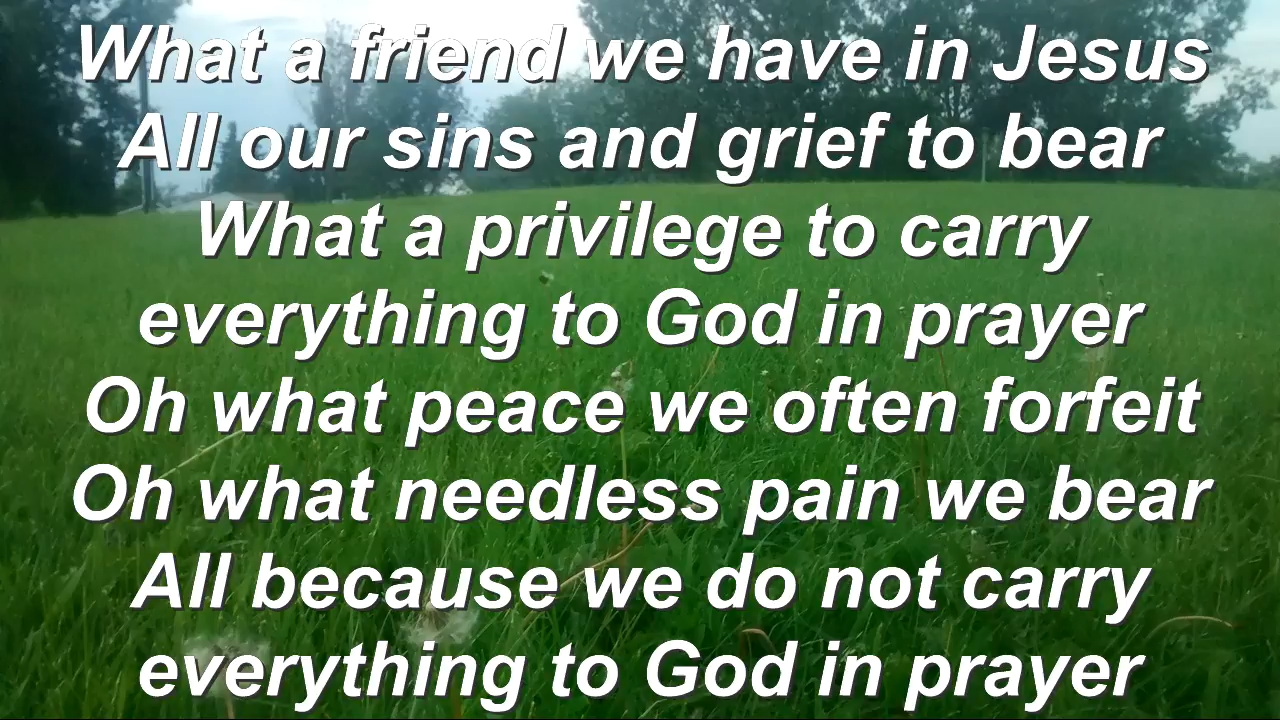 What a friend we have in Jesus
All our sins and grief to bear
What a privilege to carry
everything to God in prayer
Oh what peace we often forfeit
Oh what needless pain we bear
All because we do not carry
everything to God in prayer